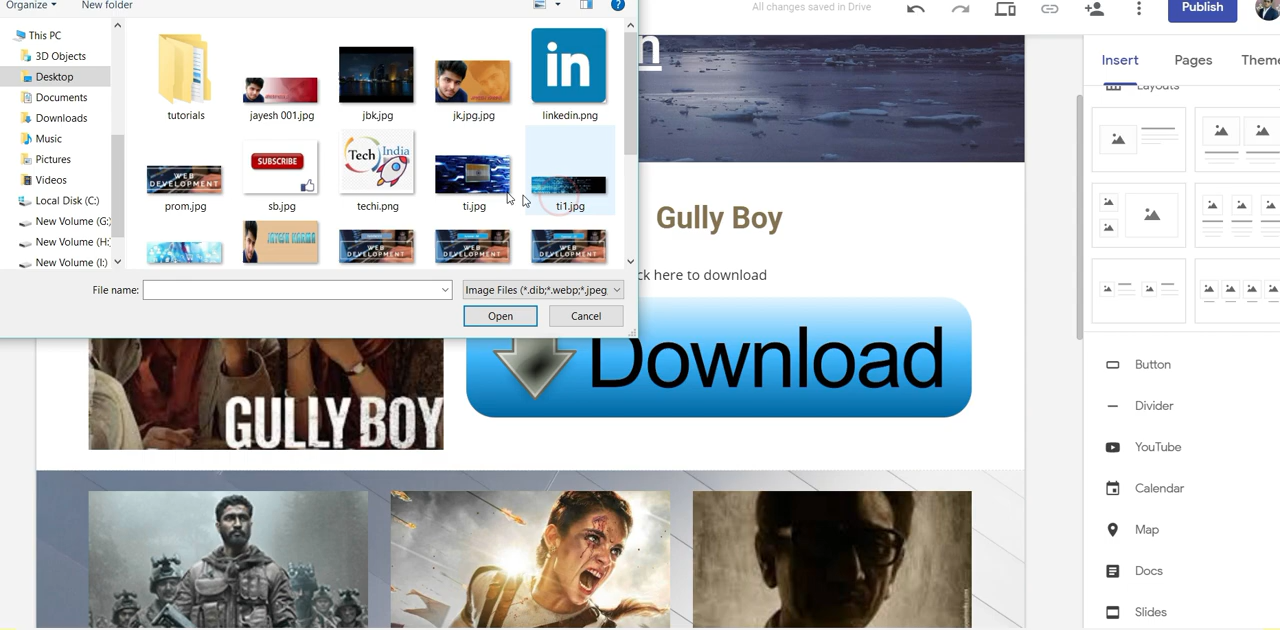 Organize
New folder
All changes saved in Drive
Publish
This PC
3D Objects
Desktop
Documents
Downloads
Music
Pictures
Videos
Local Disk (C:)
New Volume (G:)
New Volume (H:
New Volume (I:)
in
tutorials
jayesh 001.jpg
jbk.jpg
jk.jpg.jpg
linkedin.png
WEB
DEVELOPMENT
SUBSCRIBE
Tech India
prom.jpg
sb.jpg
techi.png
ti.jpg
ti1.jpg
WEB
DEVELOPMENT
WEB
DEVELOPMENT
WEB
DEVELOPMENT
File name:
Image Files (*.dib;*.webp;*.jpeg
Open
Cancel
n
Gully Boy
ck here to download
Download
GULLY BOY
Insert
Pages
Theme
Layouts
Button
Divider
YouTube
Calendar
Map
Docs
Slides